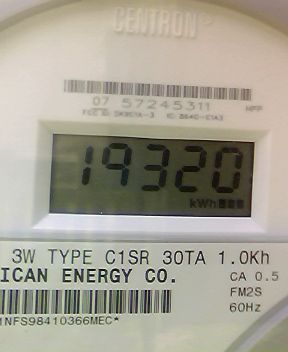 CENTRON®
07 57245311
19320
kWh
3W TYPE C1SR 30TA 1.0Kh
ICAN ENERGY CO.
CA 0.5
FM2S
60Hz
1NFS98410366MEC*